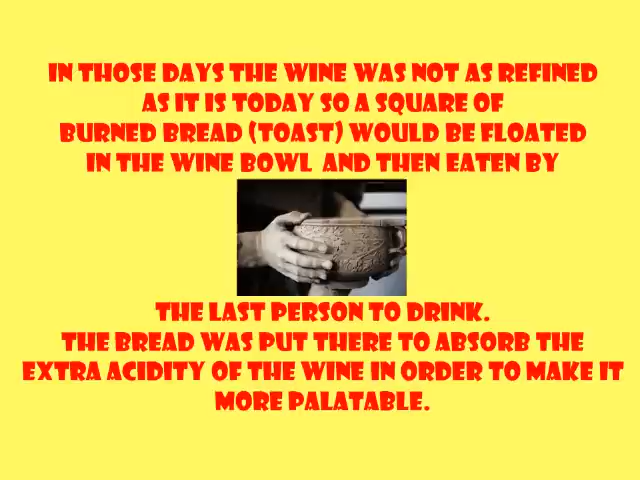 IN THOSE DAYS THE WINE WAS NOT AS REFINED
AS IT IS TODAY SO A SQUARE OF
BURNED BREAD (TOAST) WOULD BE FLOATED
IN THE WINE BOWL AND THEN EATEN BY
THE LAST PERSON TO DRINK.
THE BREAD WAS PUT THERE TO ABSORB THE
EXTRA ACIDITY OF THE WINE IN ORDER TO MAKE IT
MORE PALATABLE.